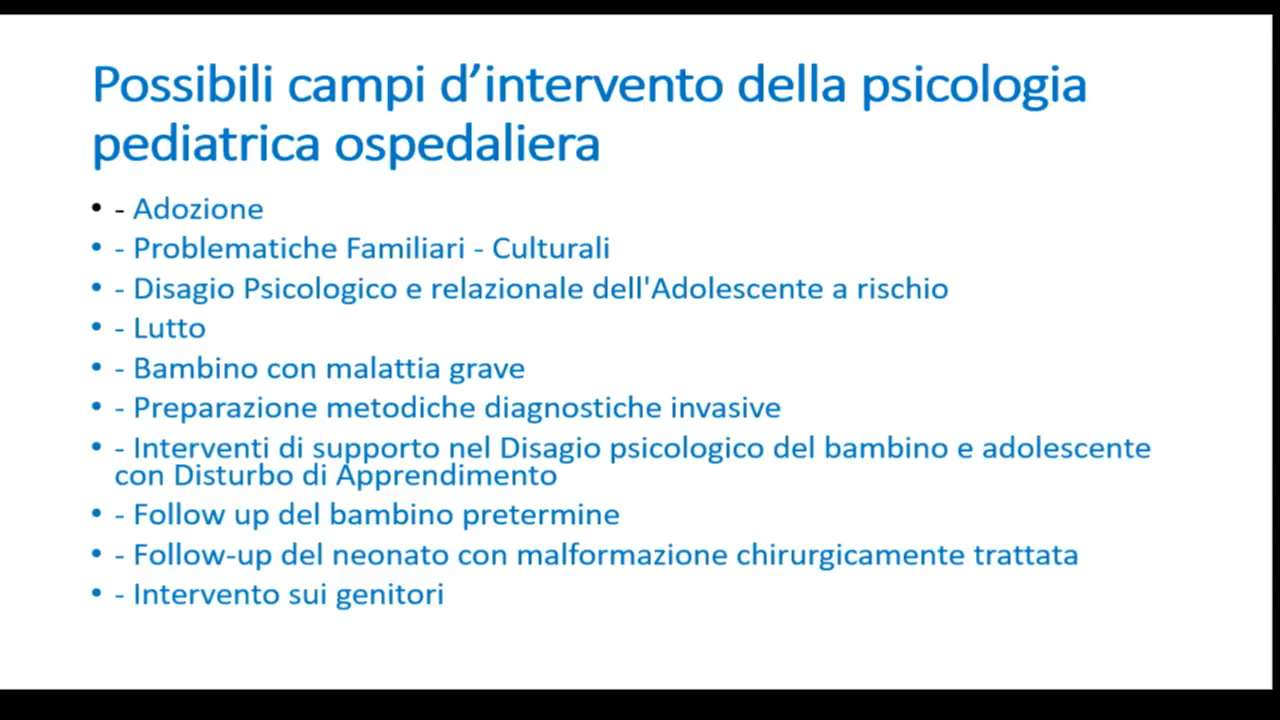 Possibili campi d’intervento della psicologia
pediatrica ospedaliera
• - Adozione
• - Problematiche Familiari - Culturali
• - Disagio Psicologico e relazionale dell'Adolescente a rischio
• - Lutto
• - Bambino con malattia grave
• - Preparazione metodiche diagnostiche invasive
• - Interventi di supporto nel Disagio psicologico del bambino e adolescente
con Disturbo di Apprendimento
• - Follow up del bambino pretermine
• - Follow-up del neonato con malformazione chirurgicamente trattata
• - Intervento sui genitori